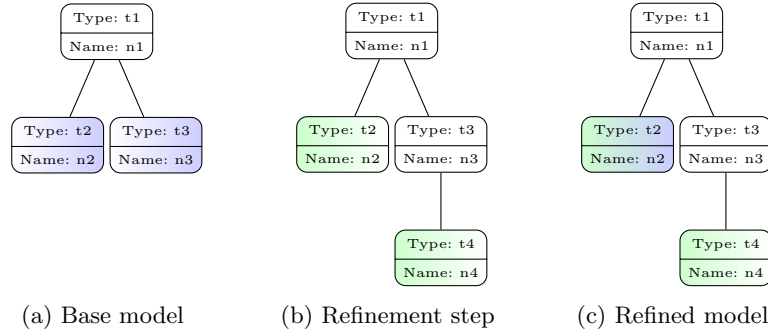 Type: t1
Name: n1
Type: t2
Name: n2
Type: t3
Name: n3
(a) Base model
Type: t1
Name: n1
Type: t2
Name: n2
Type: t3
Name: n3
Type: t4
Name: n4
(b) Refinement step
Type: t1
Name: n1
Type: t2
Name: n2
Type: t3
Name: n3
Type: t4
Name: n4
(c) Refined model